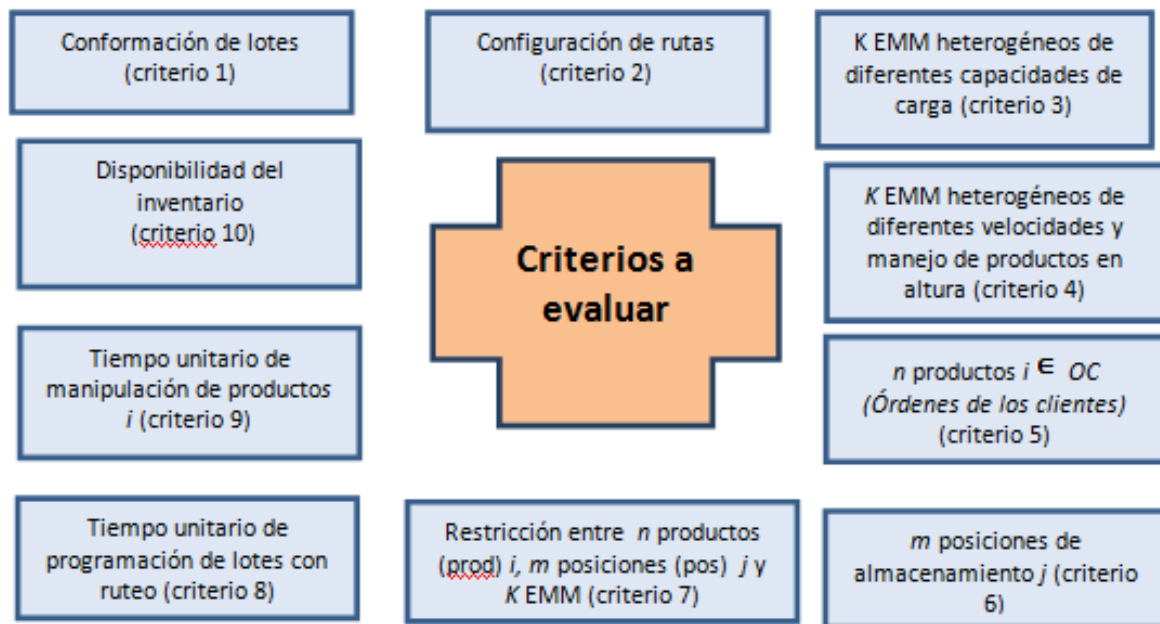 Conformación de lotes
(criterio 1)
Configuración de rutas
(criterio 2)
K EMM heterogéneos de
diferentes capacidades de
carga (criterio 3)
Disponibilidad del
inventario
(criterio 10)
Criterios a
evaluar
K EMM heterogéneos de
diferentes velocidades y
manejo de productos en
altura (criterio 4)
Tiempo unitario de
manipulación de productos
i (criterio 9)
n productos i ∈ OC
(Órdenes de los clientes)
(criterio 5)
Tiempo unitario de
programación de lotes con
ruteo (criterio 8)
Restricción entre n productos
(prod) i, m posiciones (pos) j y
K EMM (criterio 7)
m posiciones de
almacenamiento j (criterio
6)